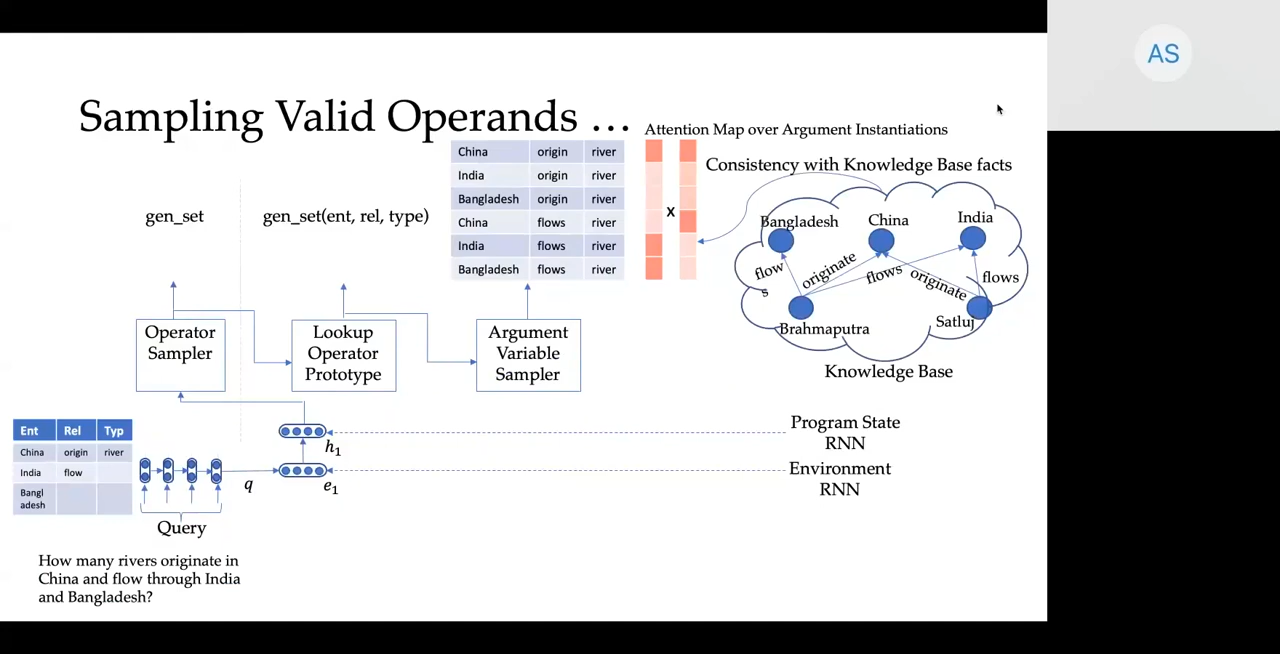 AS
Sampling Valid Operands ...
Attention Map over Argument Instantiations
China origin river
India origin river
Bangladesh origin river
China flows river
India flows river
Bangladesh flows river
x
Consistency with Knowledge Base facts
Bangladesh
China
India
flow
s
originate
flows
originate
flows
Brahmaputra
Satluj
Knowledge Base
gen_set
gen_set(ent, rel, type)
Operator
Sampler
Lookup
Operator
Prototype
Argument
Variable
Sampler
Ent Rel Typ
China origin river
India flow
Bangl
adesh
h1
q
e1
Program State
RNN
Environment
RNN
Query
How many rivers originate in
China and flow through India
and Bangladesh?